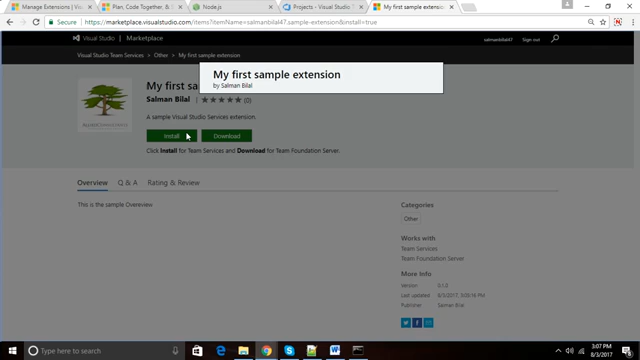 Manage Extensions | V
Plan, Code Together, &
Node.js
Projects - Visual Studio T
My first sample extensio
Secure
https://marketplace.visualstudio.com/items?itemName=salmanbilal47.sample-extension&install=true
Visual Studio
Marketplace
salmanbilal47
Sign out
Visual Studio Team Services > Other > My first sample extension
My first sa
My first sample extension
by Salman Bilal
Salman Bilal
(0)
A sample Visual Studio Services extension.
Install
Download
Click Install for Team Services and Download for Team Foundation Server.
Overview
Q & A
Rating & Review
This is the sample Overeview
Categories
Other
Works with
Team Services
Team Foundation Server
More Info
Version 0.1.0
Last updated 8/3/2017, 3:00:16 PM
Publisher Salman Bilal
Type here to search
3:07 PM
8/3/2017